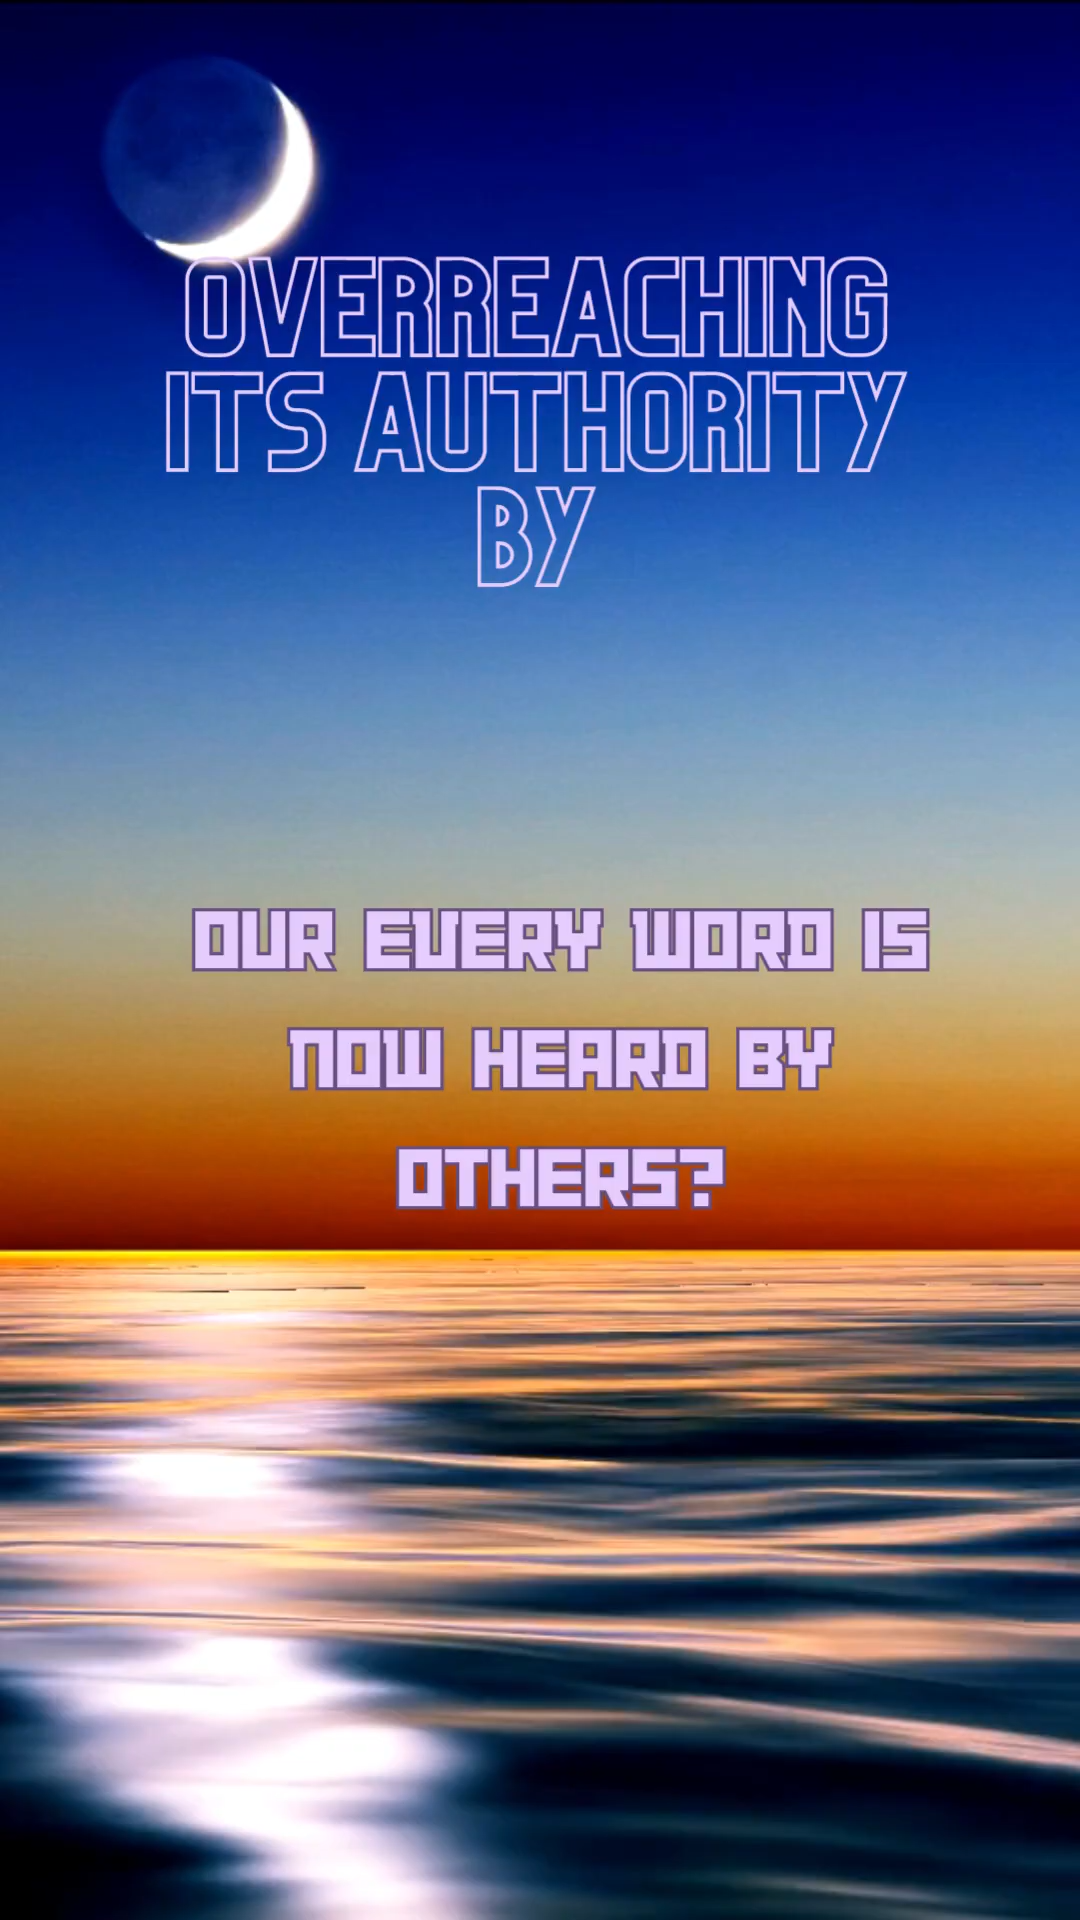 OVERREACHING
ITS AUTHORITY
BY
OUR EVERY WORD IS
NOW HEARD BY
OTHERS?